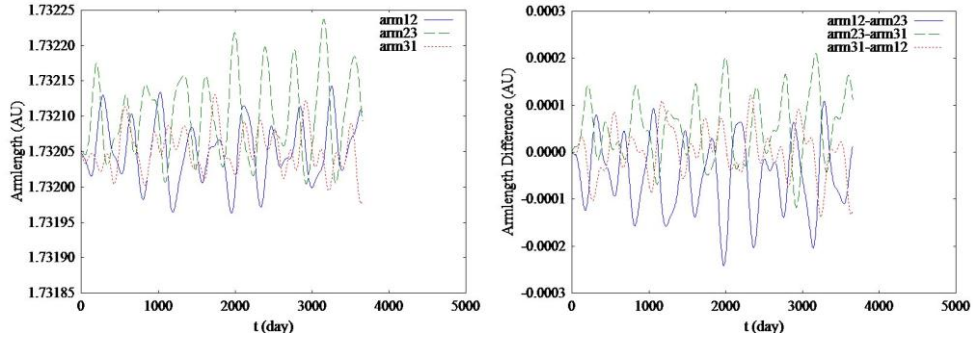 1.73225
1.73220
1.73215
1.73210
1.73205
1.73200
1.73195
1.73190
1.73185
Armlength (AU)
arm12
arm23
arm31
0 1000 2000 3000 4000 5000
t (day)
0.0003
0.0002
0.0001
0.0000
-0.0001
-0.0002
-0.0003
Armlength Difference (AU)
arm12-arm23
arm23-arm31
arm31-arm12
0 1000 2000 3000 4000 5000
t (day)